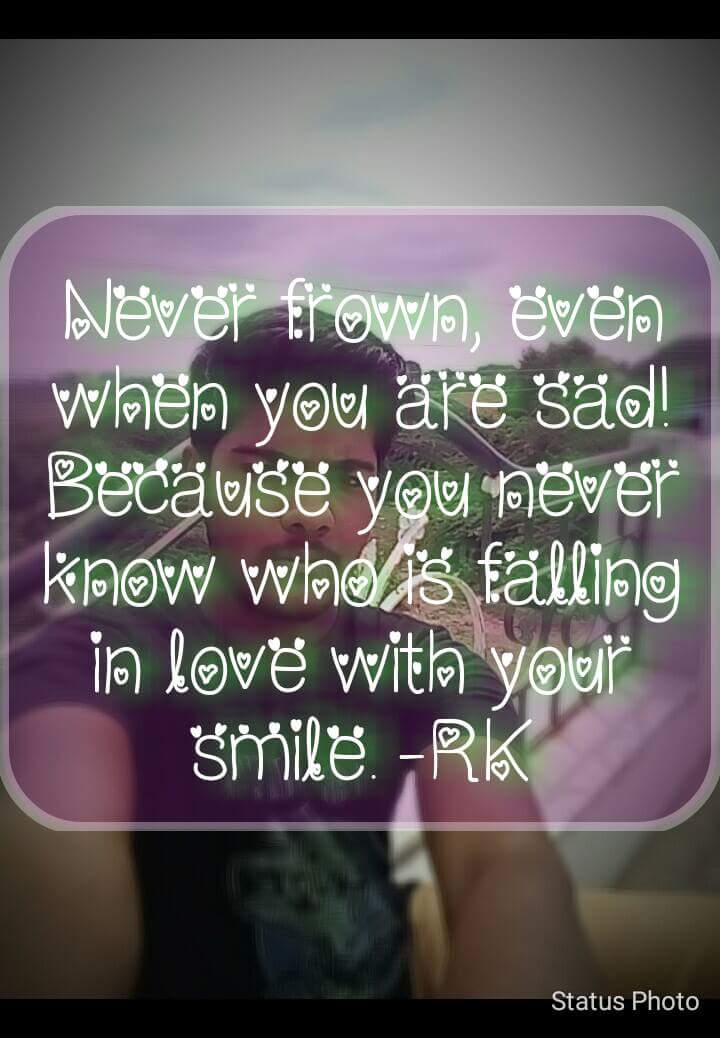 Never frown, even
when you are sad!
Because you never
know who is falling
in love with your
smile. -RK
Status Photo